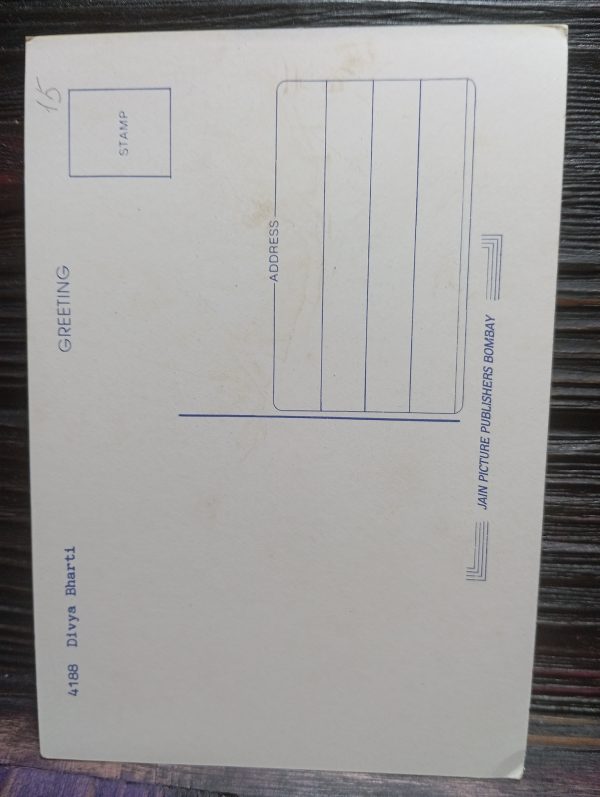 15
STAMP
GREETING
ADDRESS
4188 Divya Bharti
JAIN PICTURE PUBLISHERS BOMBAY